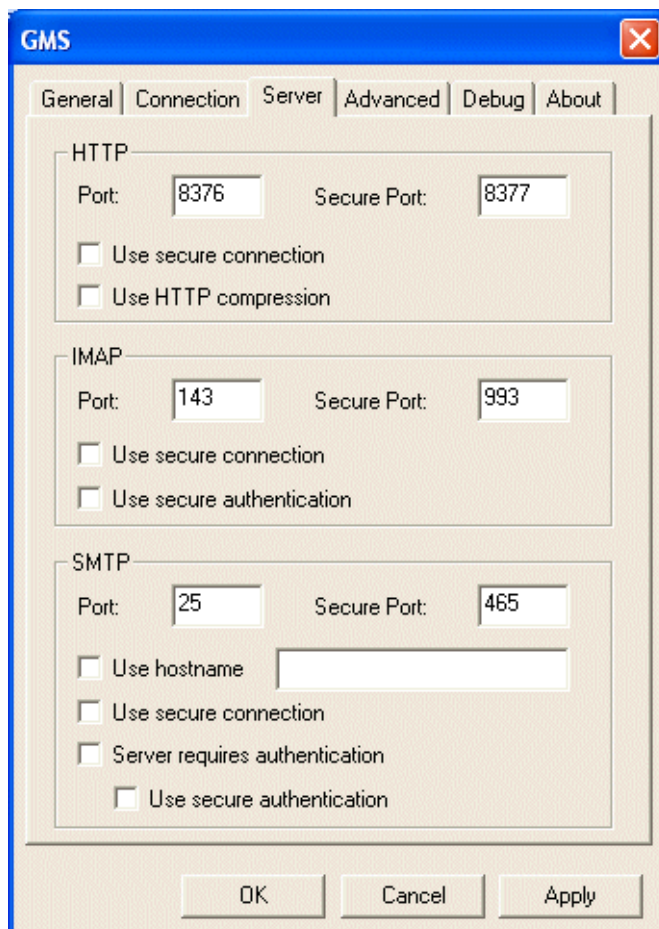 GMS
General Connection Server Advanced Debug About
HTTP
Port: 8376 Secure Port: 8377
Use secure connection
Use HTTP compression
IMAP
Port: 143 Secure Port: 993
Use secure connection
Use secure authentication
SMTP
Port: 25 Secure Port: 465
Use hostname
Use secure connection
Server requires authentication
Use secure authentication
OK Cancel Apply